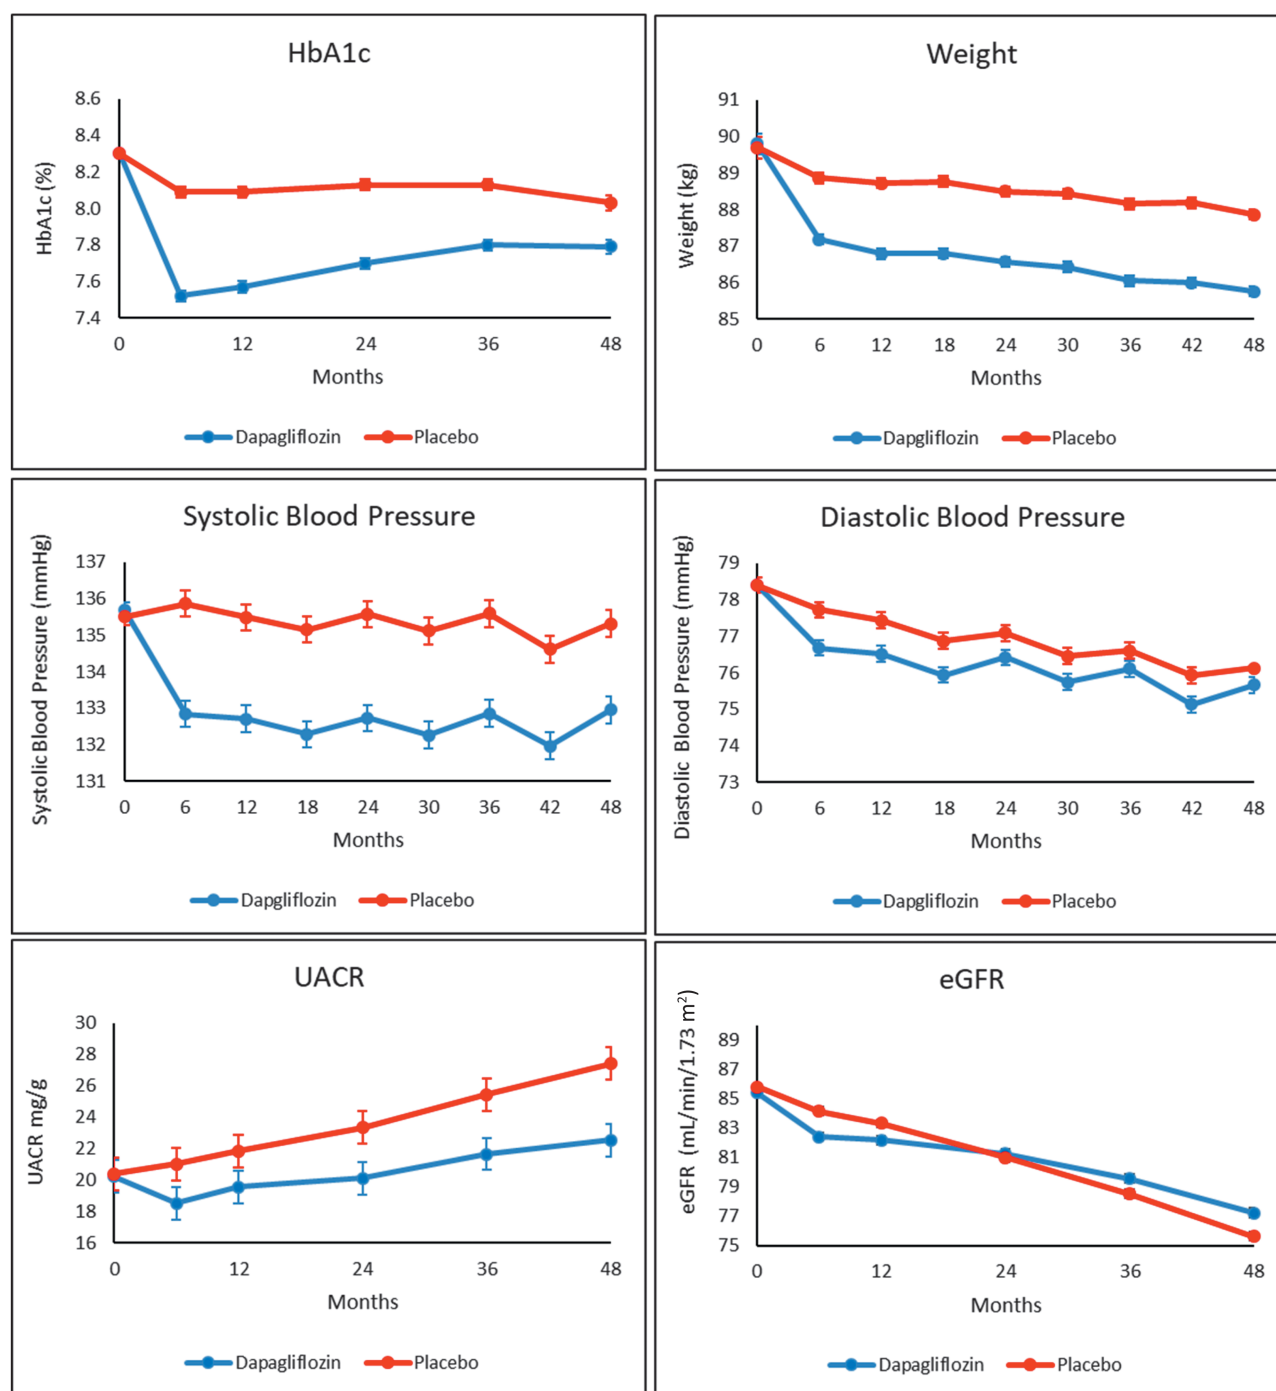 HbA1c
HbA1c (%)
8.6
8.4
8.2
8.0
7.8
7.6
7.4
0 12 24 36 48
Months
Dapagliflozin Placebo
Weight
Weight (kg)
91
90
89
88
87
86
85
0 6 12 18 24 30 36 42 48
Months
Dapgliflozin Placebo
Systolic Blood Pressure
Systolic Blood Pressure (mmHg)
137
136
135
134
133
132
131
0 6 12 18 24 30 36 42 48
Months
Dapgliflozin Placebo
Diastolic Blood Pressure
Diastolic Blood Pressure (mmHg)
79
78
77
76
75
74
73
0 6 12 18 24 30 36 42 48
Months
Dapgliflozin Placebo
UACR
UACR mg/g
30
28
26
24
22
20
18
16
0 12 24 36 48
Months
Dapagliflozin Placebo
eGFR
eGFR (mL/min/1.73 m²)
89
87
85
83
81
79
77
75
0 12 24 36 48
Months
Dapagliflozin Placebo